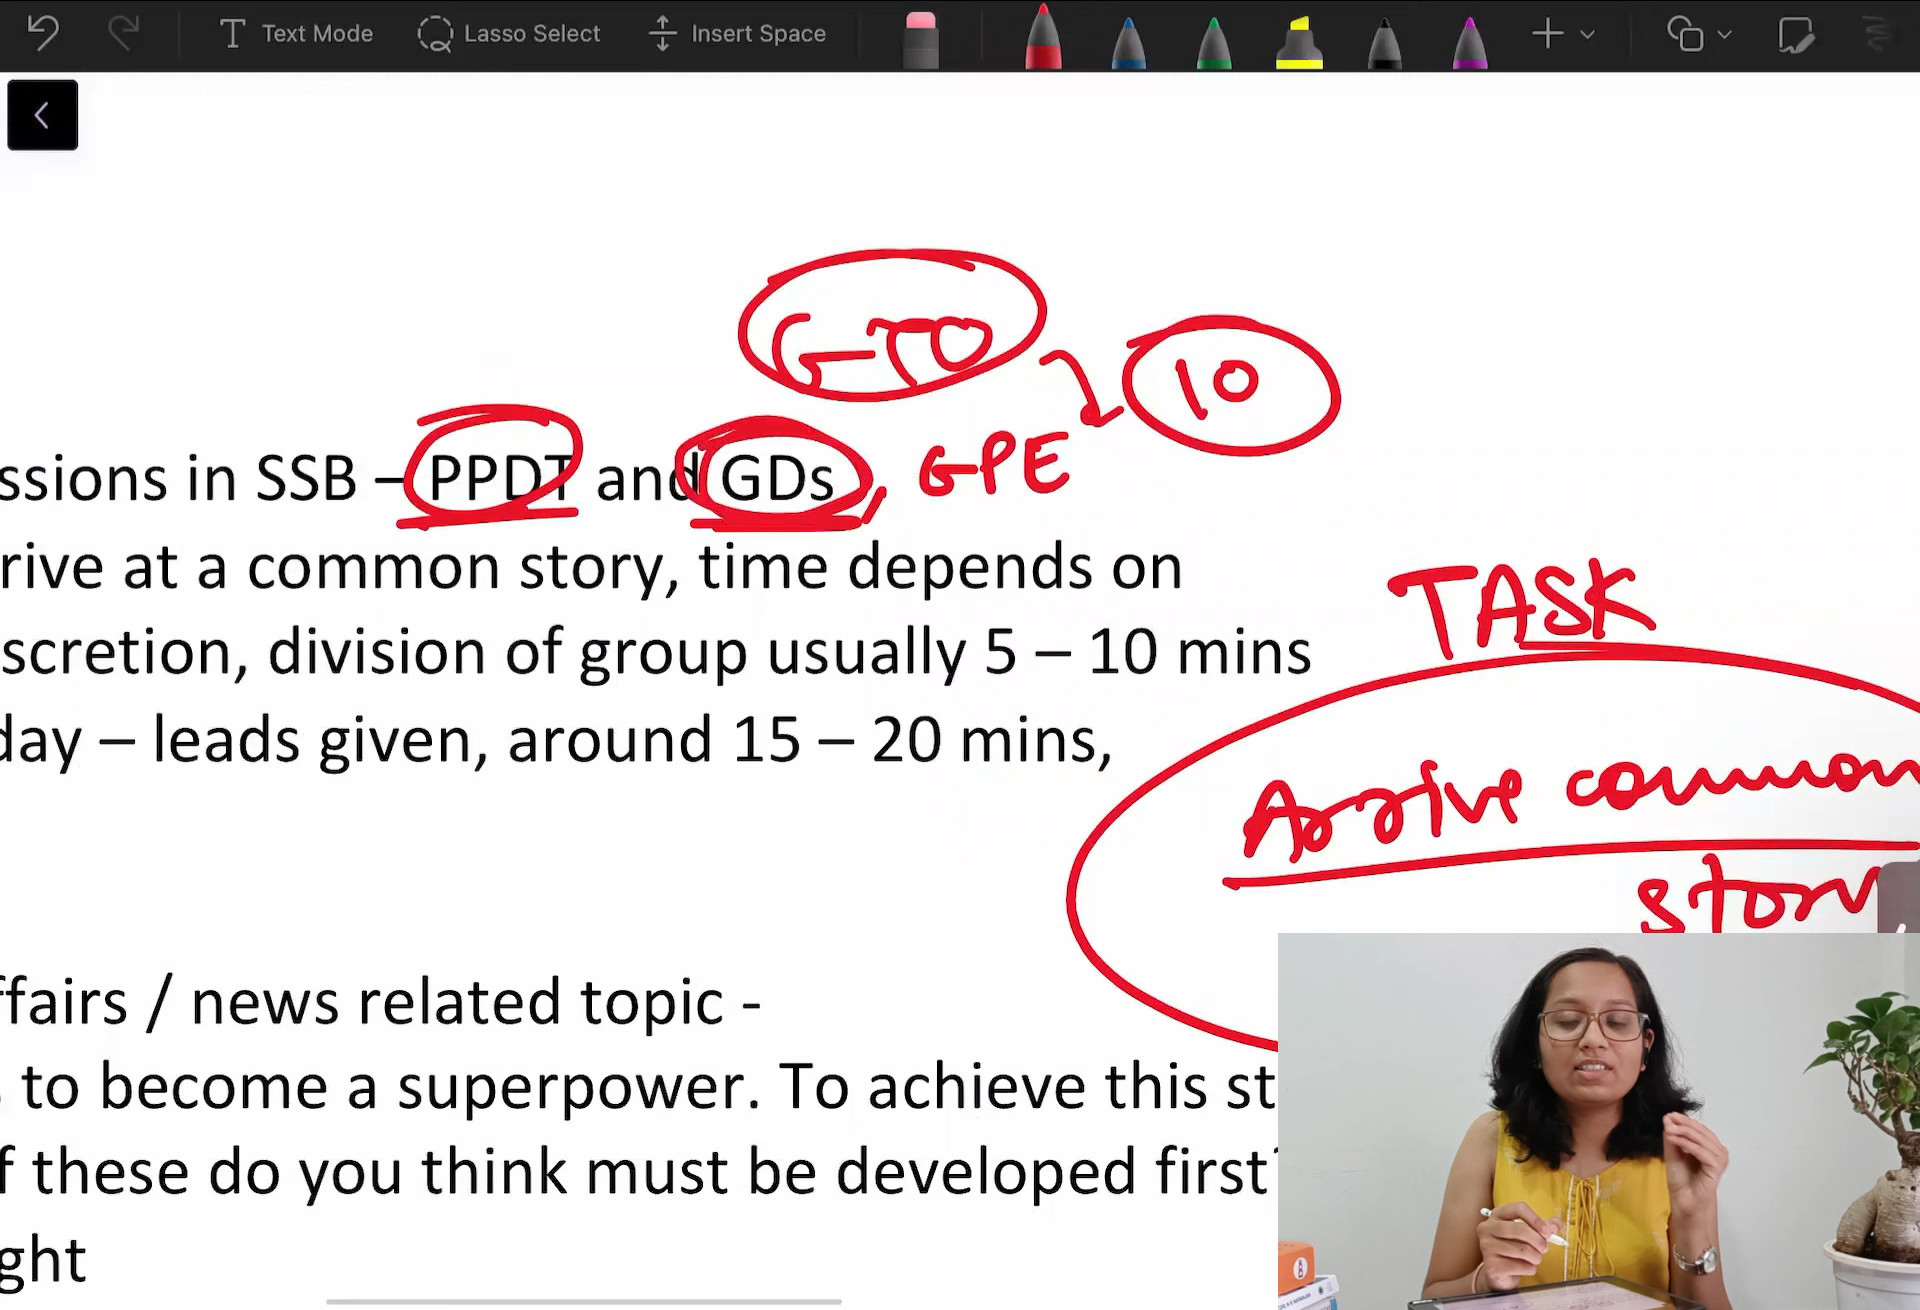 Text Mode Lasso Select Insert Space
GTO
10
ssions in SSB – PPDT and GDs, GPE
rive at a common story, time depends on
TASK
scretion, division of group usually 5 – 10 mins
day – leads given, around 15 – 20 mins,
Arrive common
story
ffairs / news related topic -
to become a superpower. To achieve this st
f these do you think must be developed first?
ght